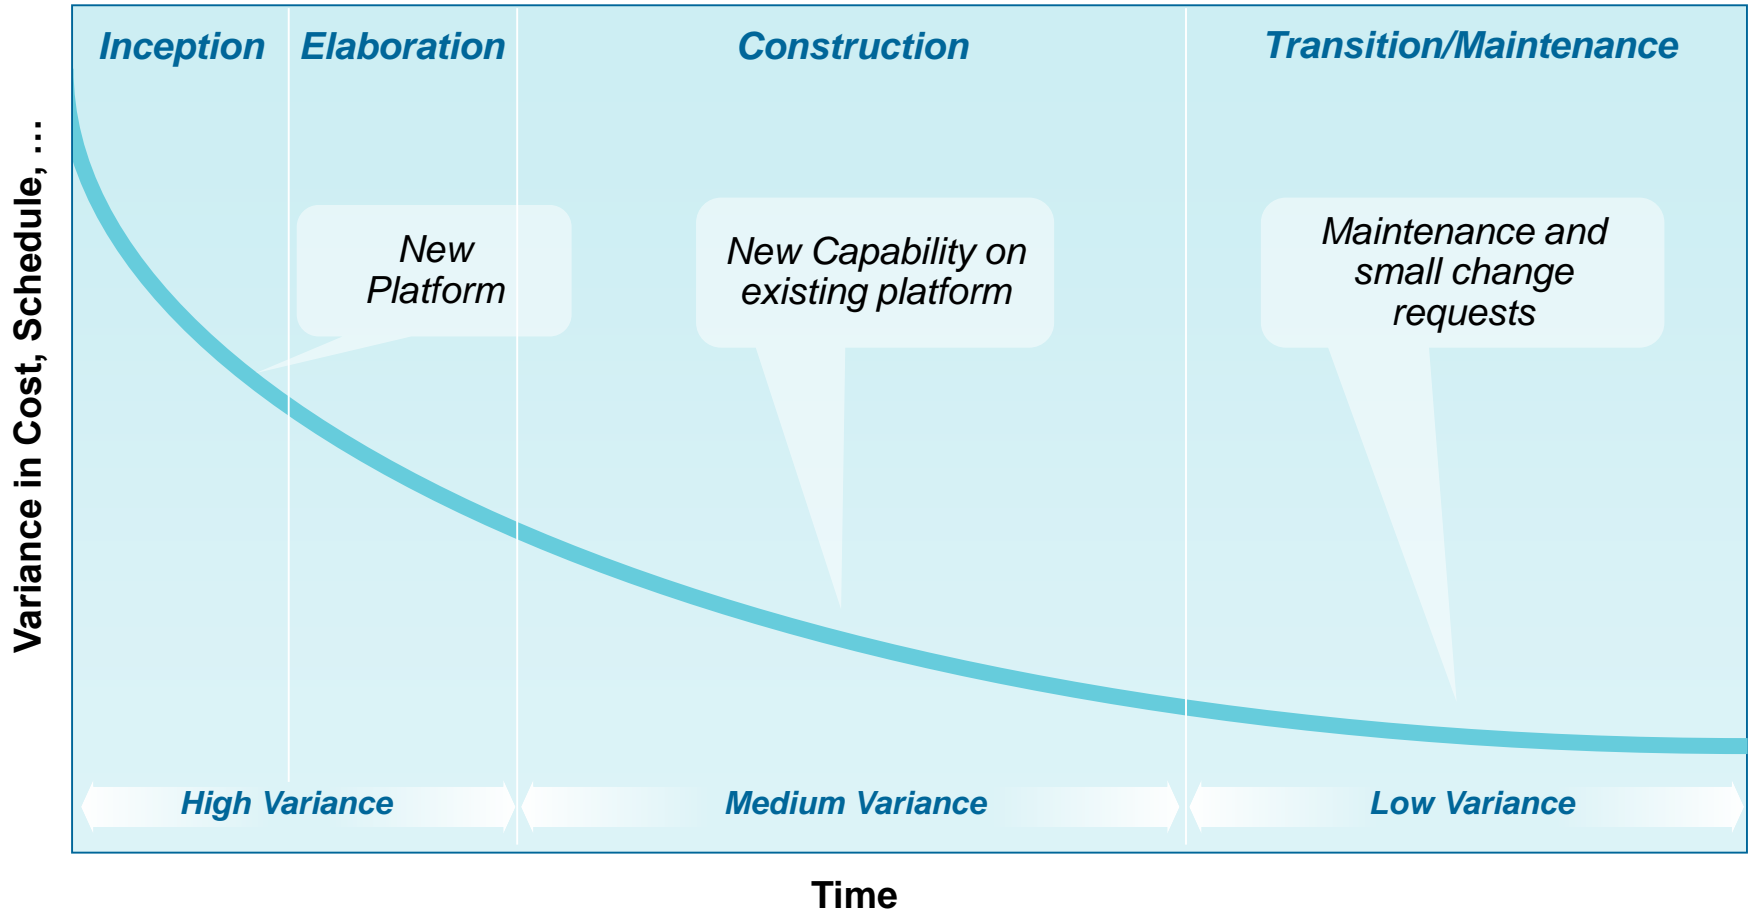 Inception
Elaboration
Construction
Transition/Maintenance
Variance in Cost, Schedule, …
New
Platform
New Capability on
existing platform
Maintenance and
small change
requests
High Variance
Medium Variance
Low Variance
Time